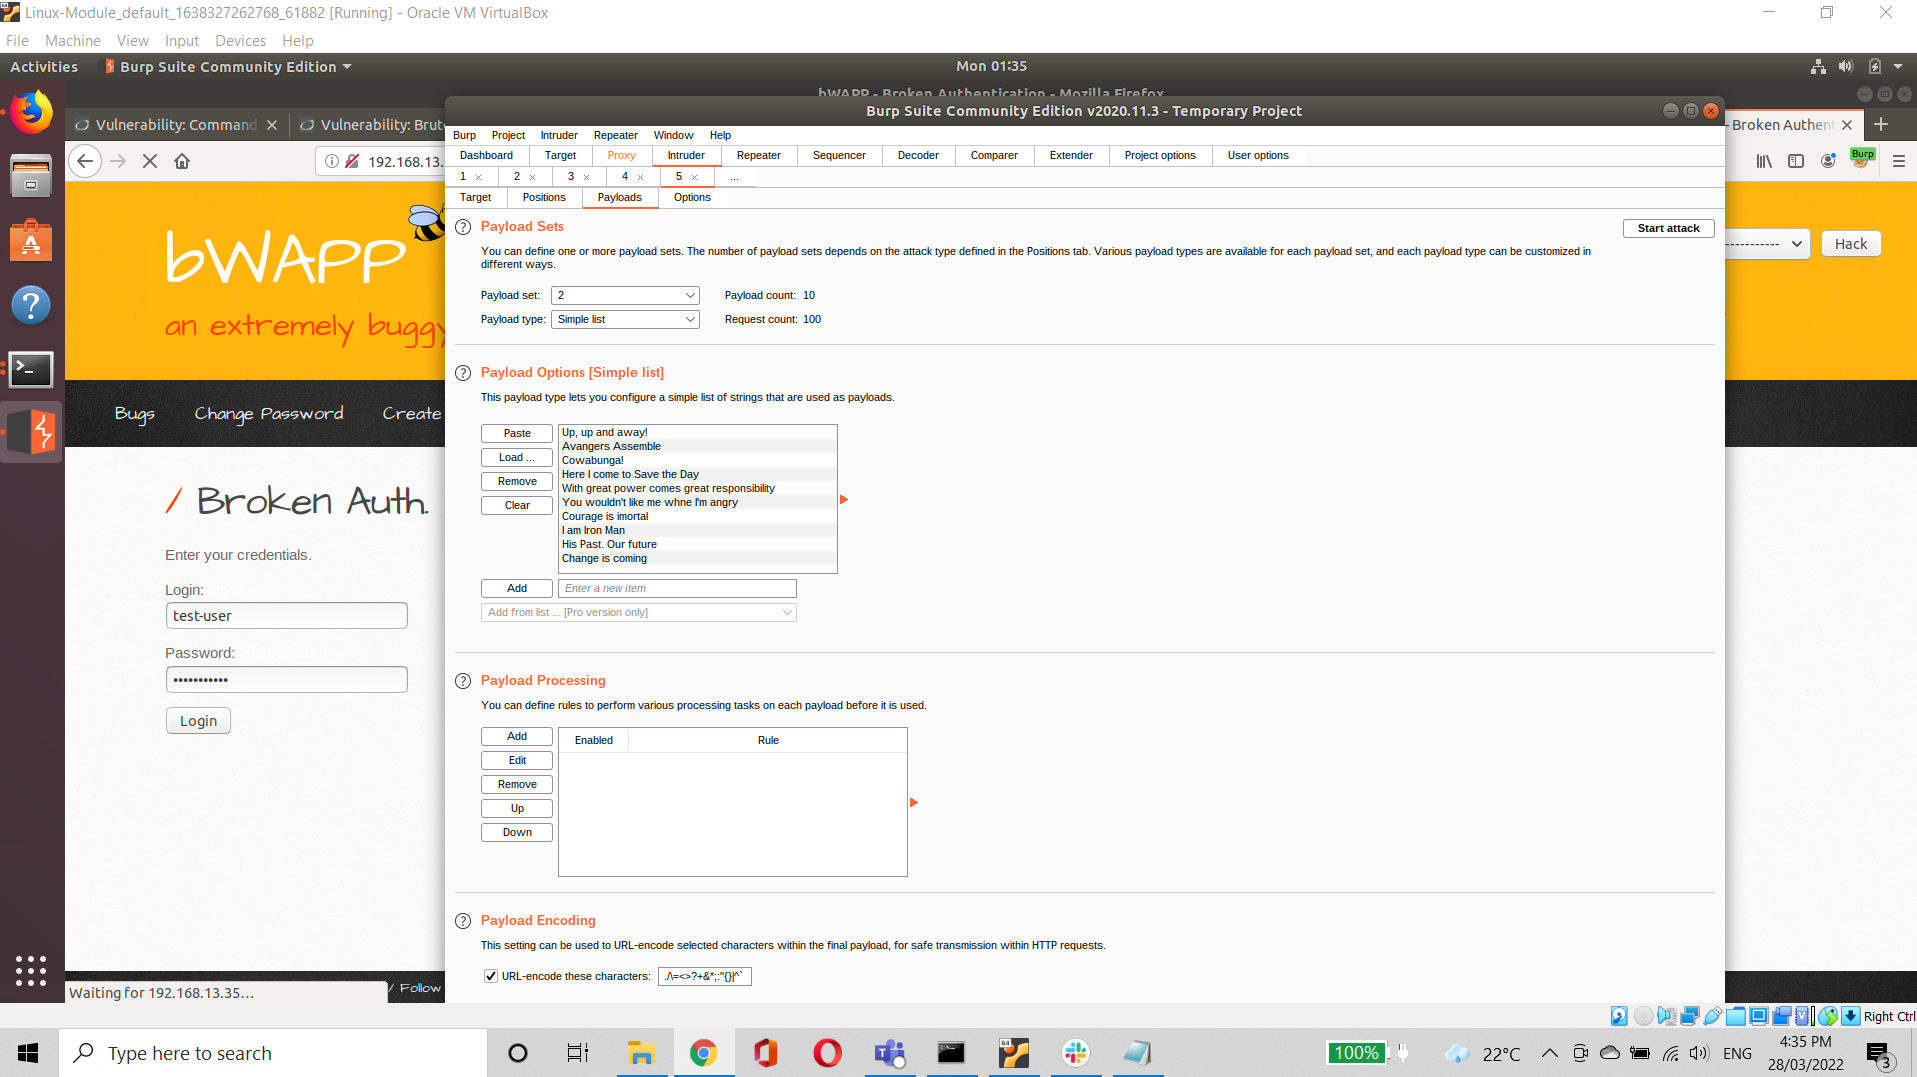 Linux-Module_default_1638327262768_61882 [Running] - Oracle VM VirtualBox
File Machine View Input Devices Help
Activities Burp Suite Community Edition Mon 01:35
bWAPP - Broken Authentication - Mozilla Firefox
Burp Suite Community Edition v2020.11.3 - Temporary Project
Vulnerability: Command Vulnerability: Brut Broken Authent
Burp Project Intruder Repeater Window Help
Dashboard Target Proxy Intruder Repeater Sequencer Decoder Comparer Extender Project options User options
192.168.13. Burp
1 2 3 4 5 ...
Target Positions Payloads Options
Payload Sets
Start attack
You can define one or more payload sets. The number of payload sets depends on the attack type defined in the Positions tab. Various payload types are available for each payload set, and each payload type can be customized in
different ways.
Payload set: 2 Payload count: 10
Payload type: Simple list Request count: 100
bWAPP
an extremely buggy
----------- Hack
Bugs Change Password Create
Payload Options [Simple list]
This payload type lets you configure a simple list of strings that are used as payloads.
Paste
Load ...
Remove
Clear
Up, up and away!
Avangers Assemble
Cowabunga!
Here I come to Save the Day
With great power comes great responsibility
You wouldn't like me whne I'm angry
Courage is imortal
I am Iron Man
His Past. Our future
Change is coming
Add Enter a new item
Add from list ... [Pro version only]
/ Broken Auth.
Enter your credentials.
Login:
test-user
Password:
•••••••••••
Login
Payload Processing
You can define rules to perform various processing tasks on each payload before it is used.
Add
Edit
Remove
Up
Down
Enabled Rule
Payload Encoding
This setting can be used to URL-encode selected characters within the final payload, for safe transmission within HTTP requests.
URL-encode these characters: ./\=<>?+&*;:"{}|^`
Waiting for 192.168.13.35... / Follow
Right Ctrl
Type here to search
64
100% 22°C ENG
4:35 PM
28/03/2022
3